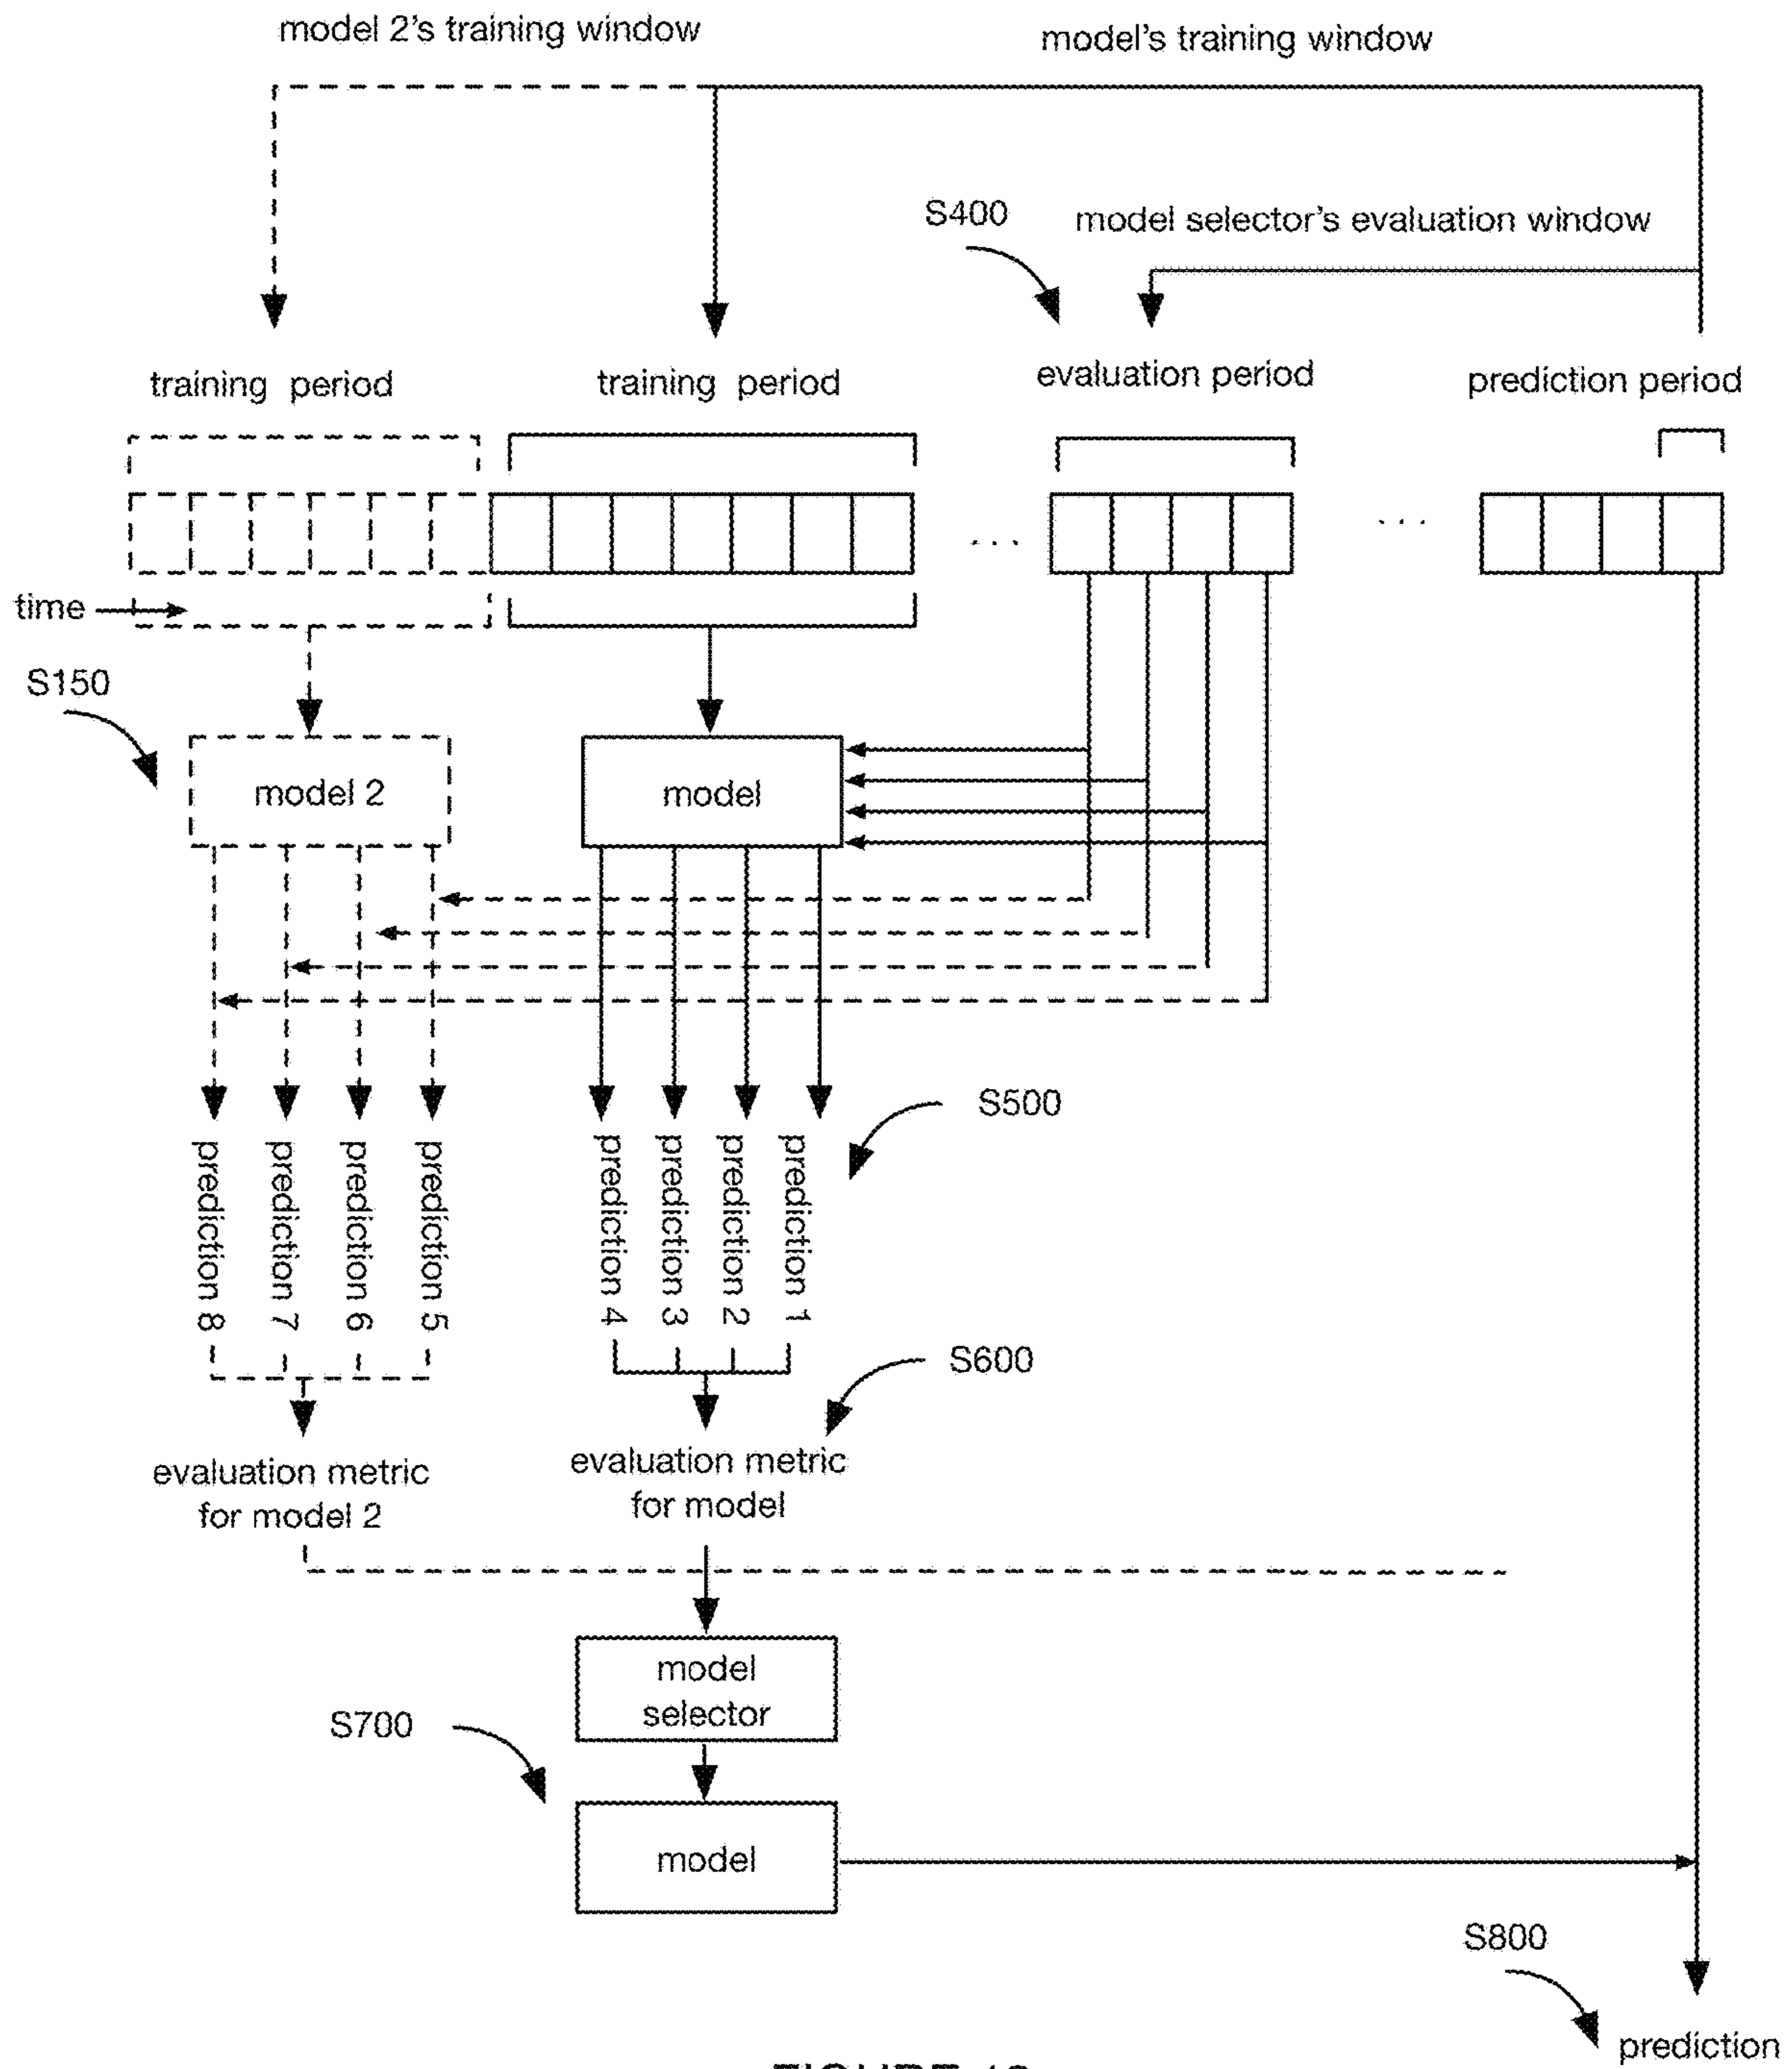 model 2's training window
model's training window
S400
model selector's evaluation window
training period
training period
evaluation period
prediction period
...
...
time
S150
model 2
model
S500
prediction 8
prediction 7
prediction 6
prediction 5
prediction 4
prediction 3
prediction 2
prediction 1
S600
evaluation metric
for model 2
evaluation metric
for model
model
selector
S700
model
S800
prediction